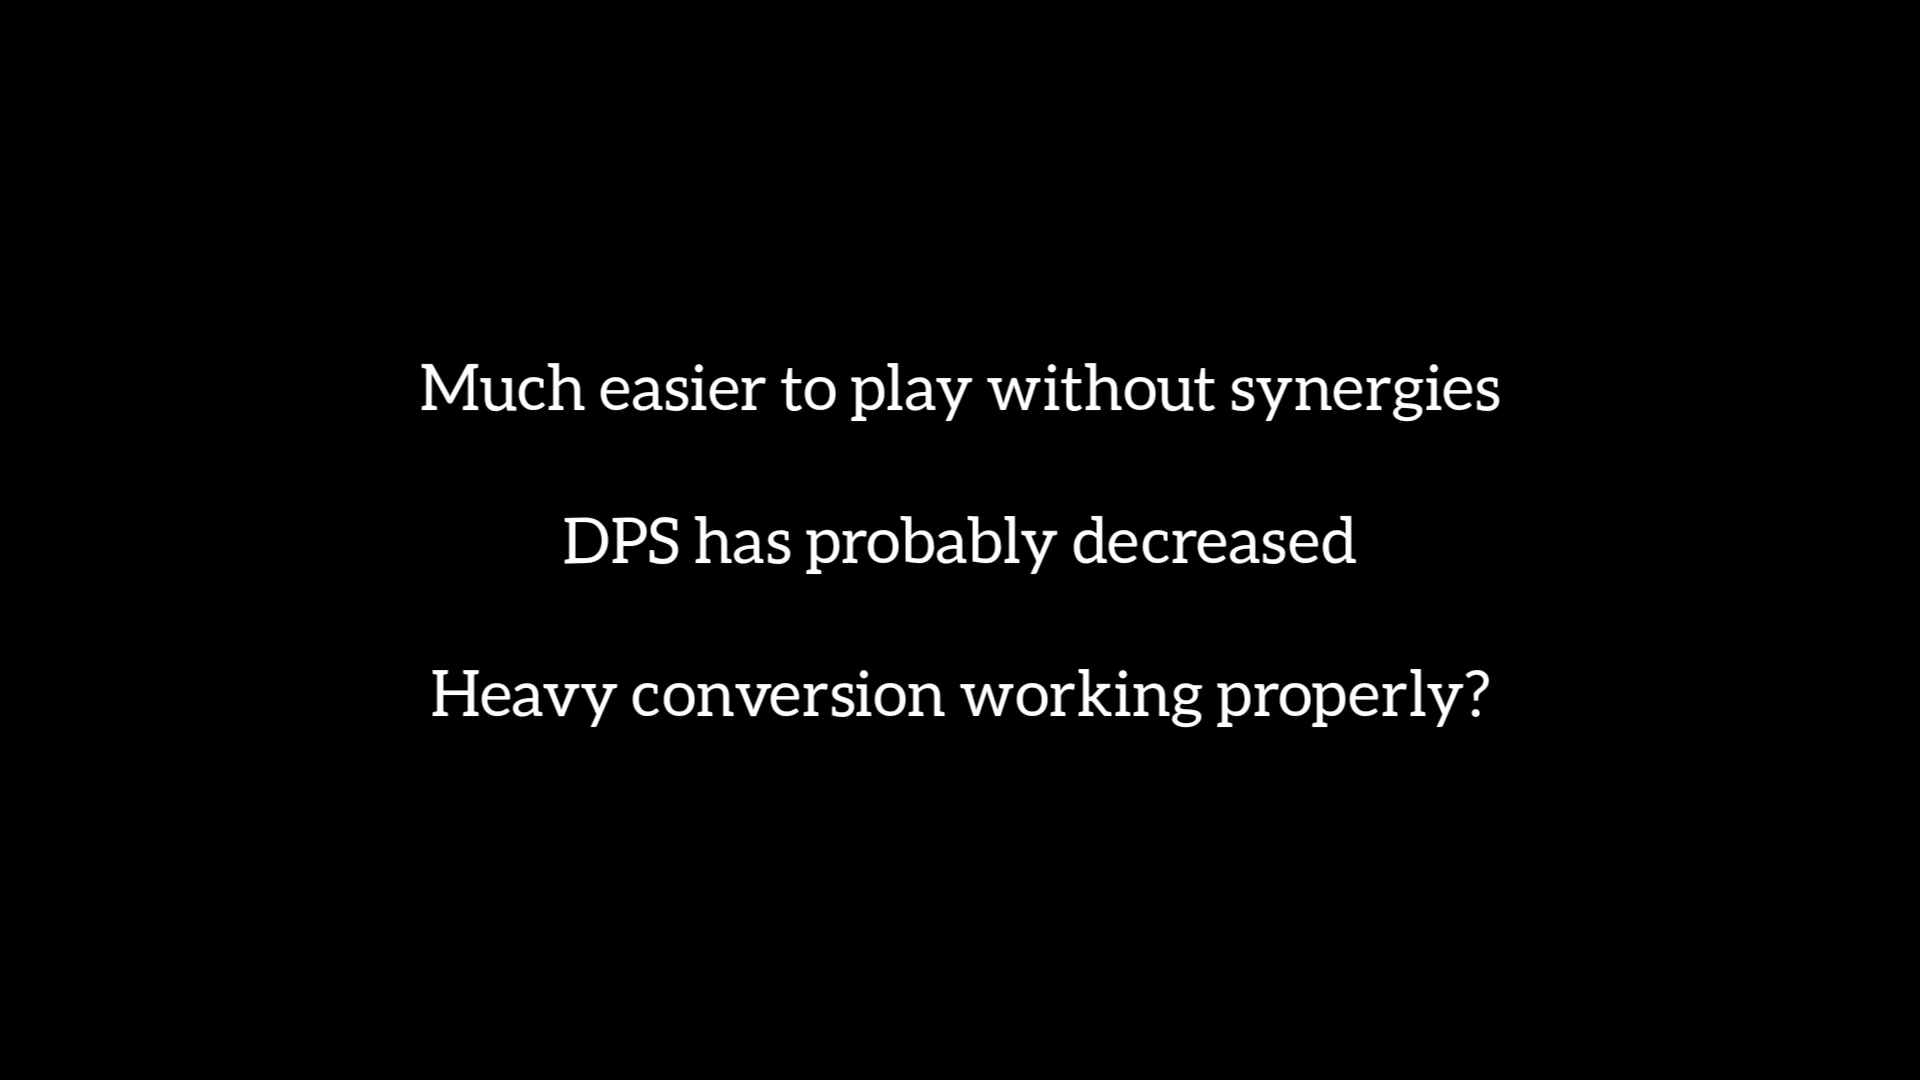 Much easier to play without synergies
DPS has probably decreased
Heavy conversion working properly?